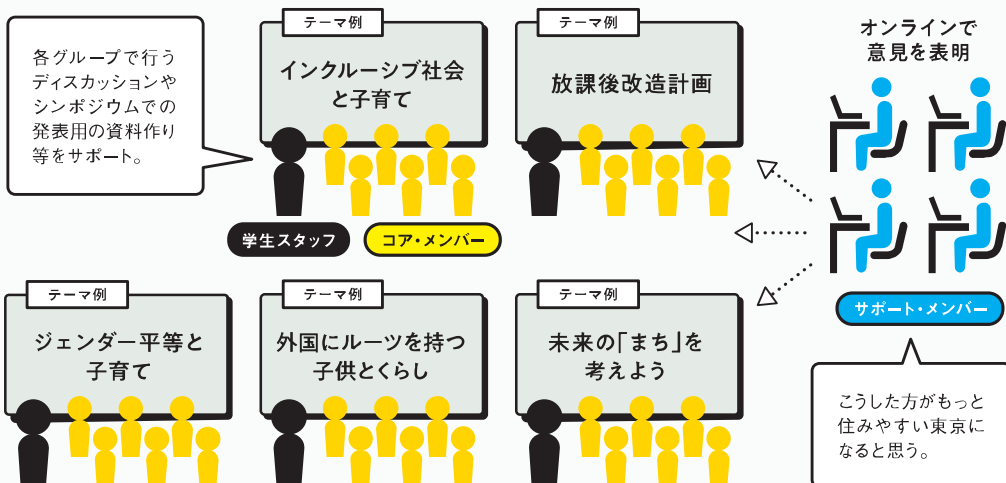 各グループで行う
ディスカッションや
シンポジウムでの
発表用の資料作り
等をサポート。
テーマ例
インクルーシブ社会
と子育て
テーマ例
放課後改造計画
オンラインで
意見を表明
学生スタッフ
コア・メンバー
テーマ例
ジェンダー平等と
子育て
テーマ例
外国にルーツを持つ
子供とくらし
テーマ例
未来の「まち」を
考えよう
サポート・メンバー
こうした方がもっと
住みやすい東京に
なると思う。